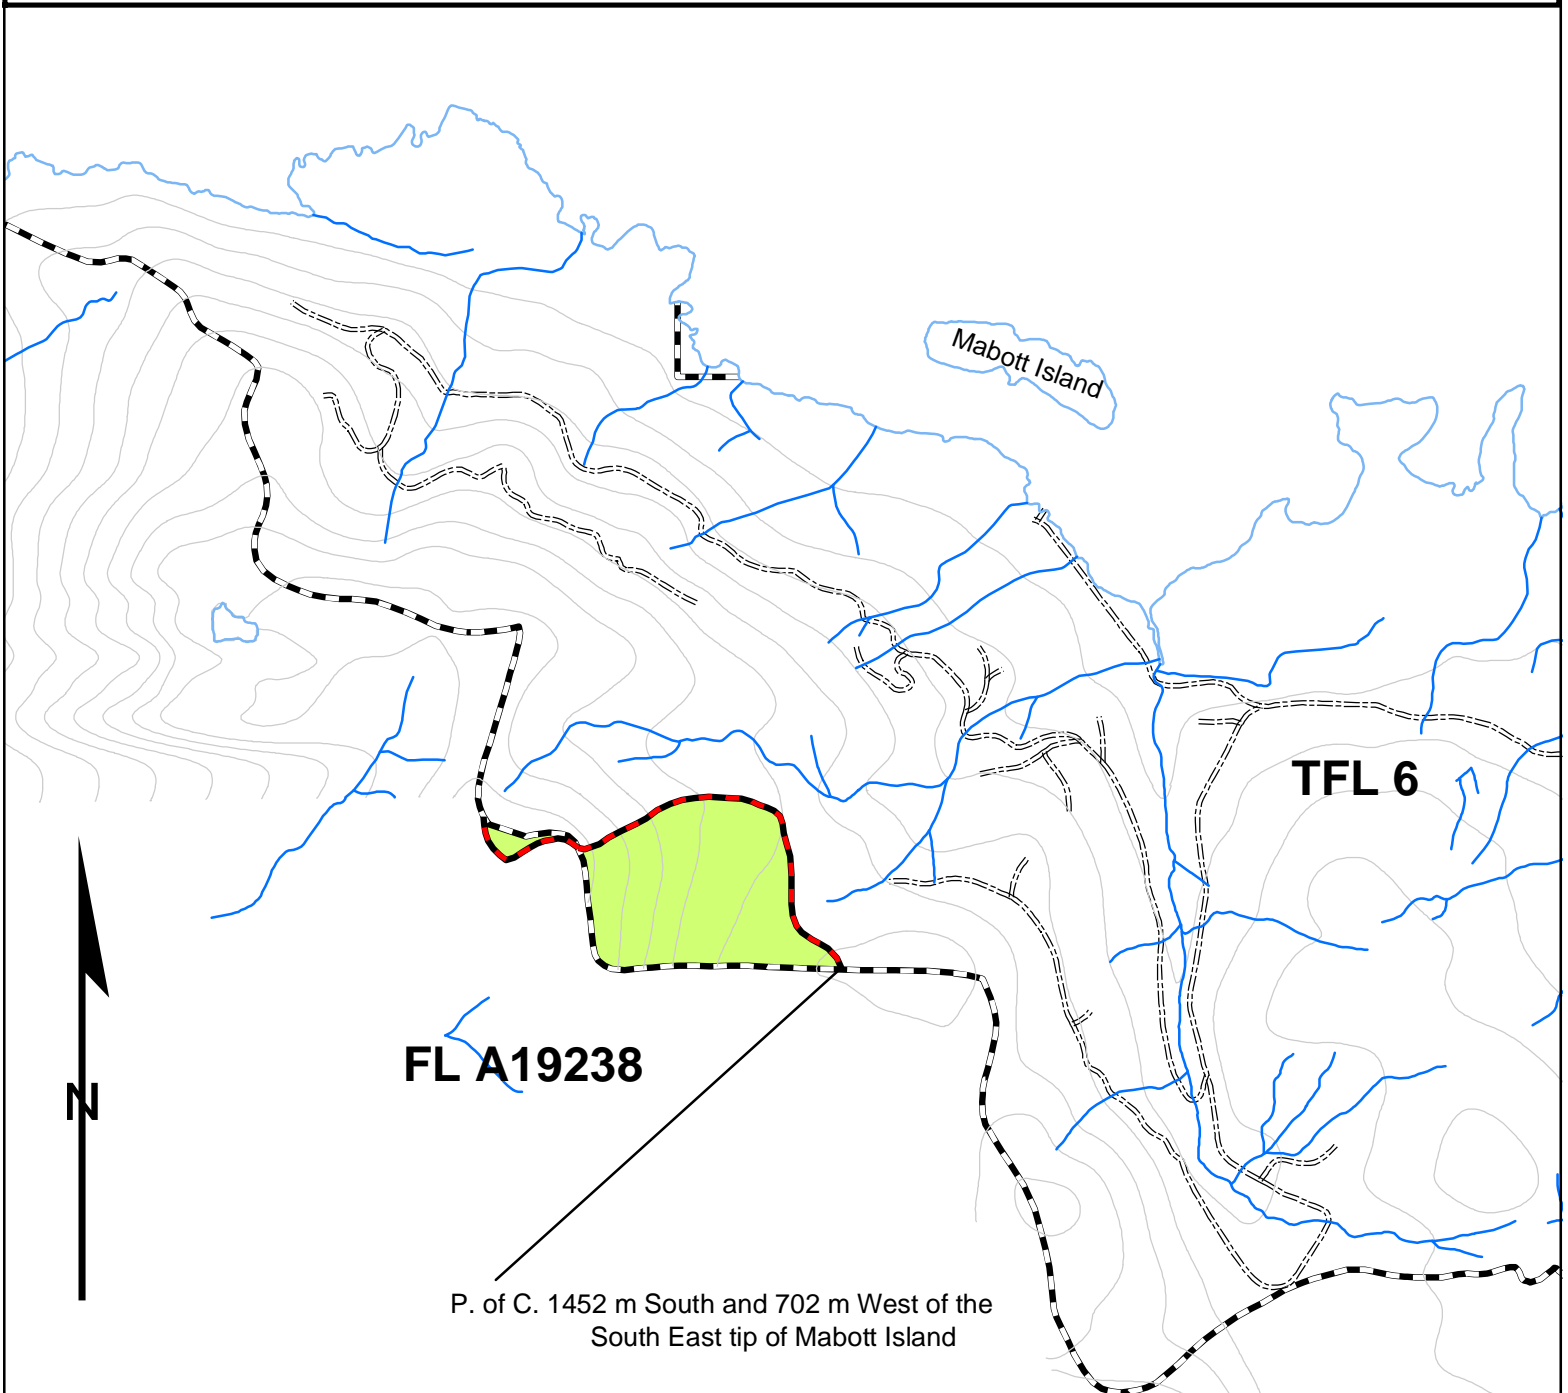 Mabott Island
TFL 6
FL A19238
N
P. of C. 1452 m South and 702 m West of the
South East tip of Mabott Island